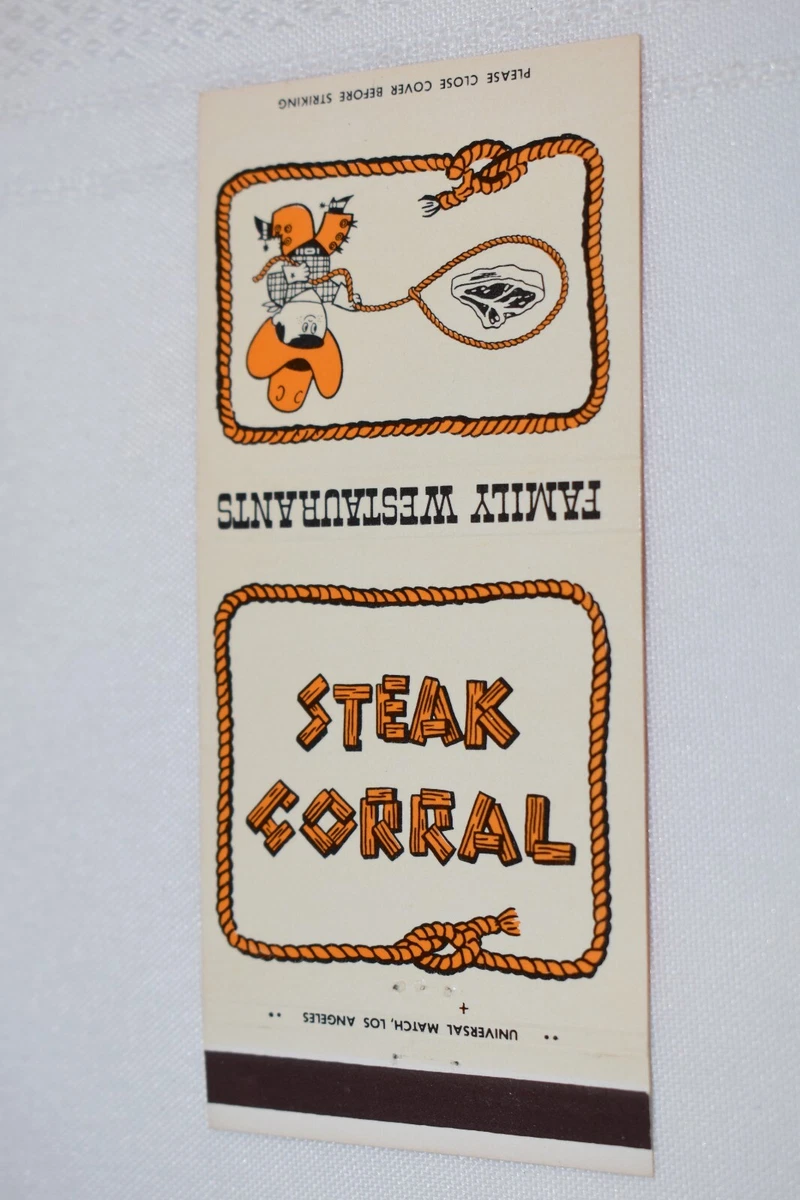 PLEASE CLOSE COVER BEFORE STRIKING
FAMILY WESTAURANTS
STEAK
CORRAL
UNIVERSAL MATCH, LOS ANGELES